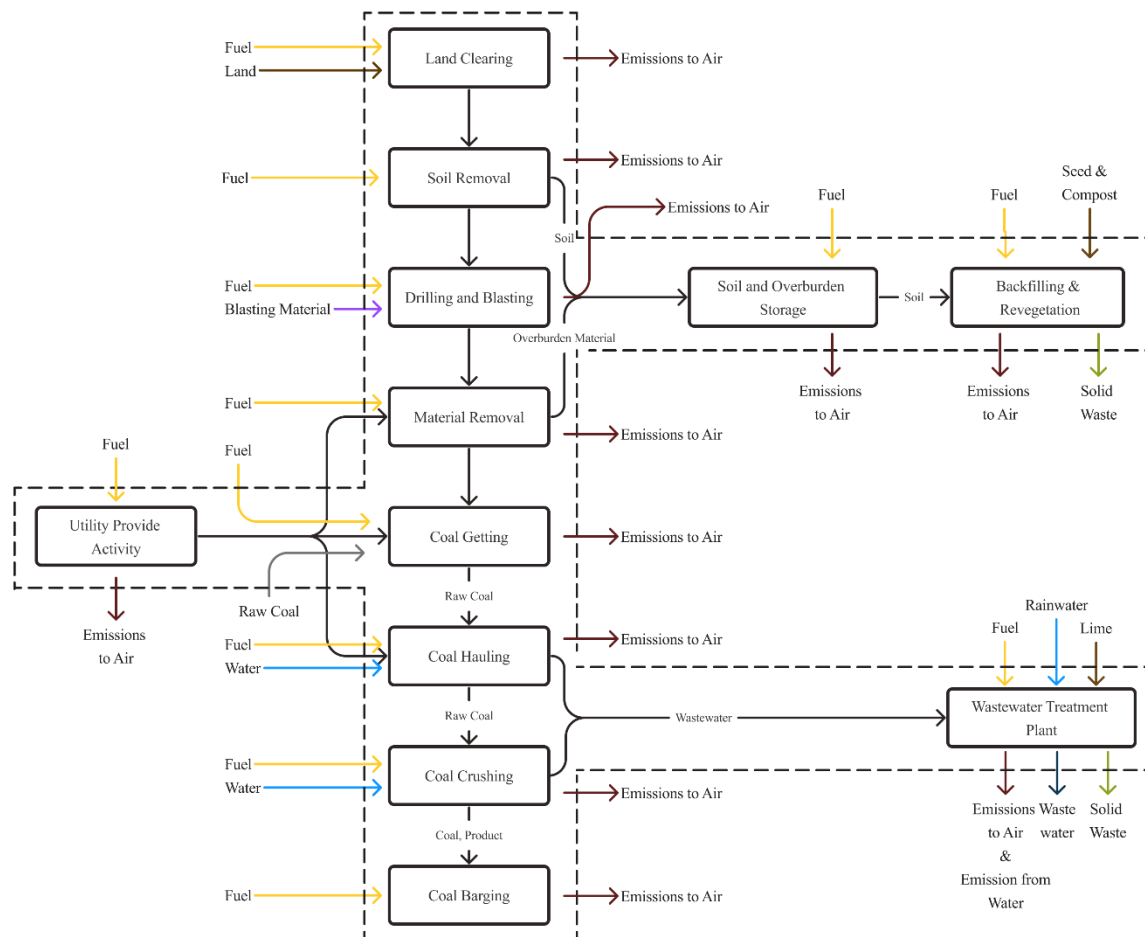 Fuel
Land
Land Clearing
Emissions to Air
Fuel
Soil Removal
Emissions to Air
Seed &
Compost
Fuel
Fuel
Emissions to Air
Soil
Fuel
Blasting Material
Drilling and Blasting
Soil and Overburden
Storage
Soil
Backfilling &
Revegetation
Overburden Material
Emissions
to Air
Emissions
to Air
Solid
Waste
Fuel
Material Removal
Emissions to Air
Fuel
Fuel
Utility Provide
Activity
Coal Getting
Emissions to Air
Raw Coal
Raw Coal
Emissions
to Air
Fuel
Water
Coal Hauling
Emissions to Air
Rainwater
Fuel
Lime
Raw Coal
Wastewater
Wastewater Treatment
Plant
Fuel
Water
Coal Crushing
Emissions to Air
Emissions
to Air
&
Emission from
Water
Waste
water
Solid
Waste
Coal, Product
Fuel
Coal Barging
Emissions to Air